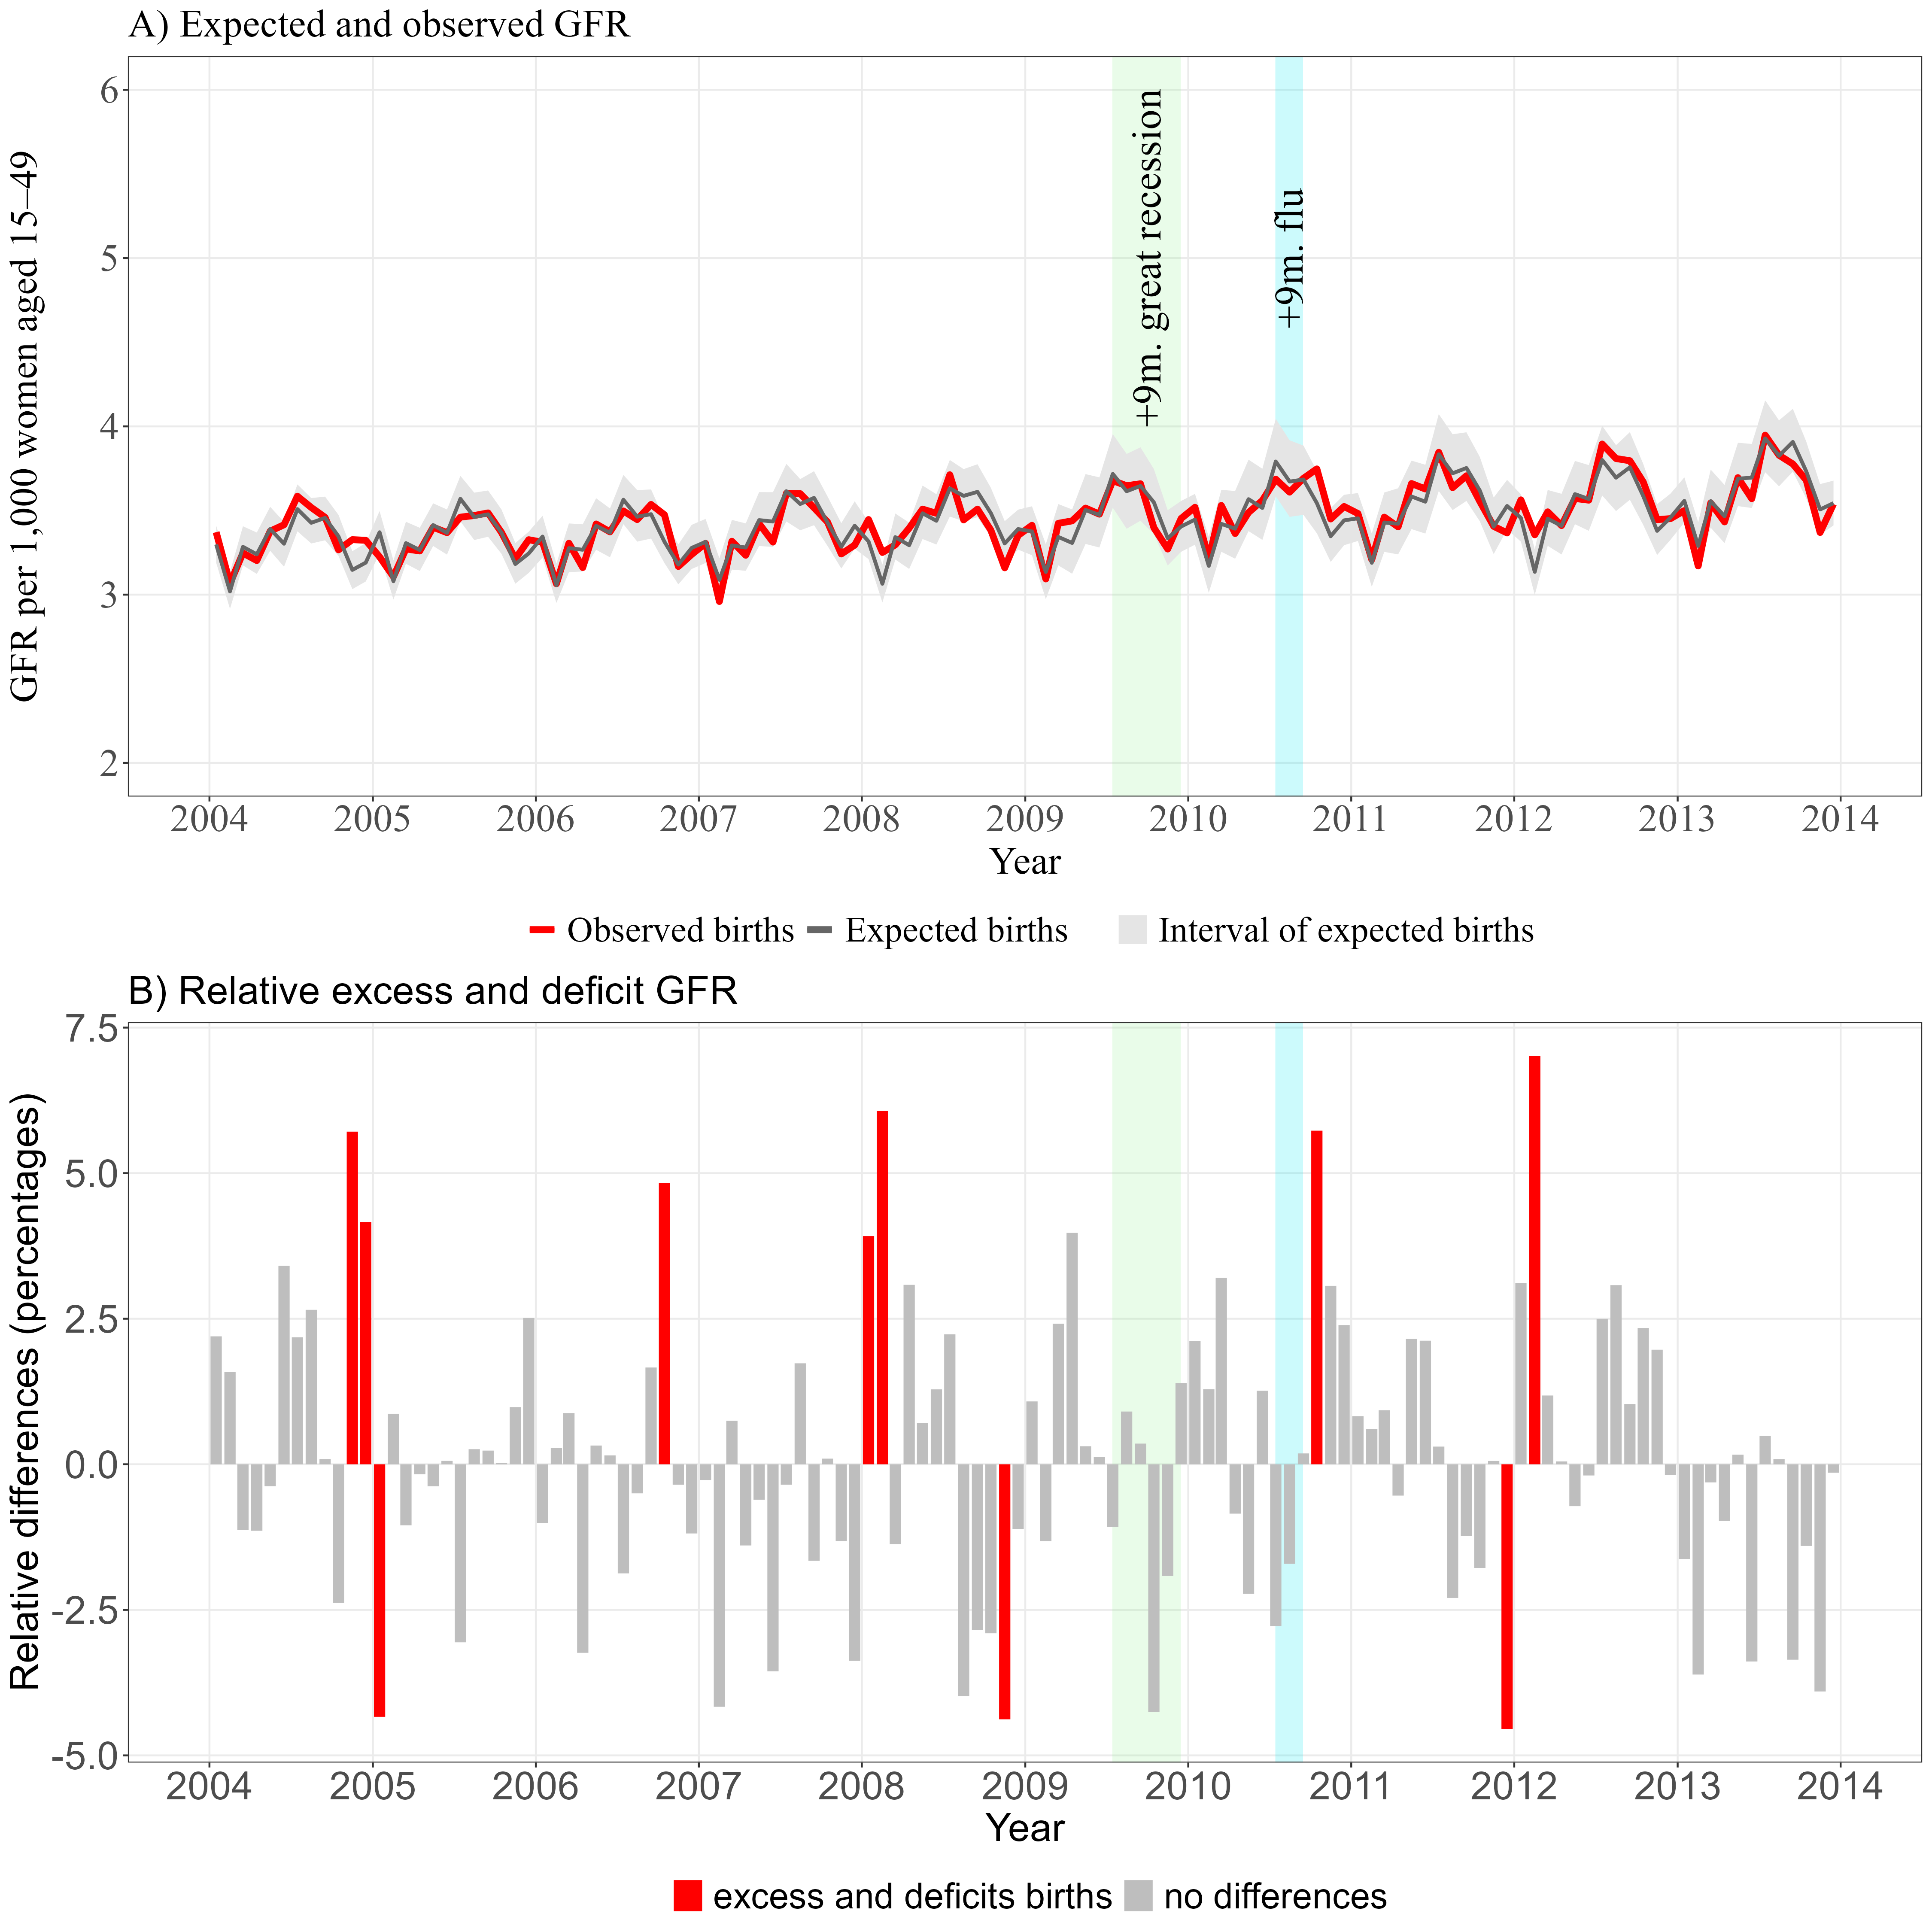 A) Expected and observed GFR
GFR per 1,000 women aged 15–49
6
5
4
3
2
+9m. great recession
+9m. flu
2004 2005 2006 2007 2008 2009 2010 2011 2012 2013 2014
Year
Observed births Expected births Interval of expected births
B) Relative excess and deficit GFR
Relative differences (percentages)
7.5
5.0
2.5
0.0
-2.5
-5.0
2004 2005 2006 2007 2008 2009 2010 2011 2012 2013 2014
Year
excess and deficits births no differences